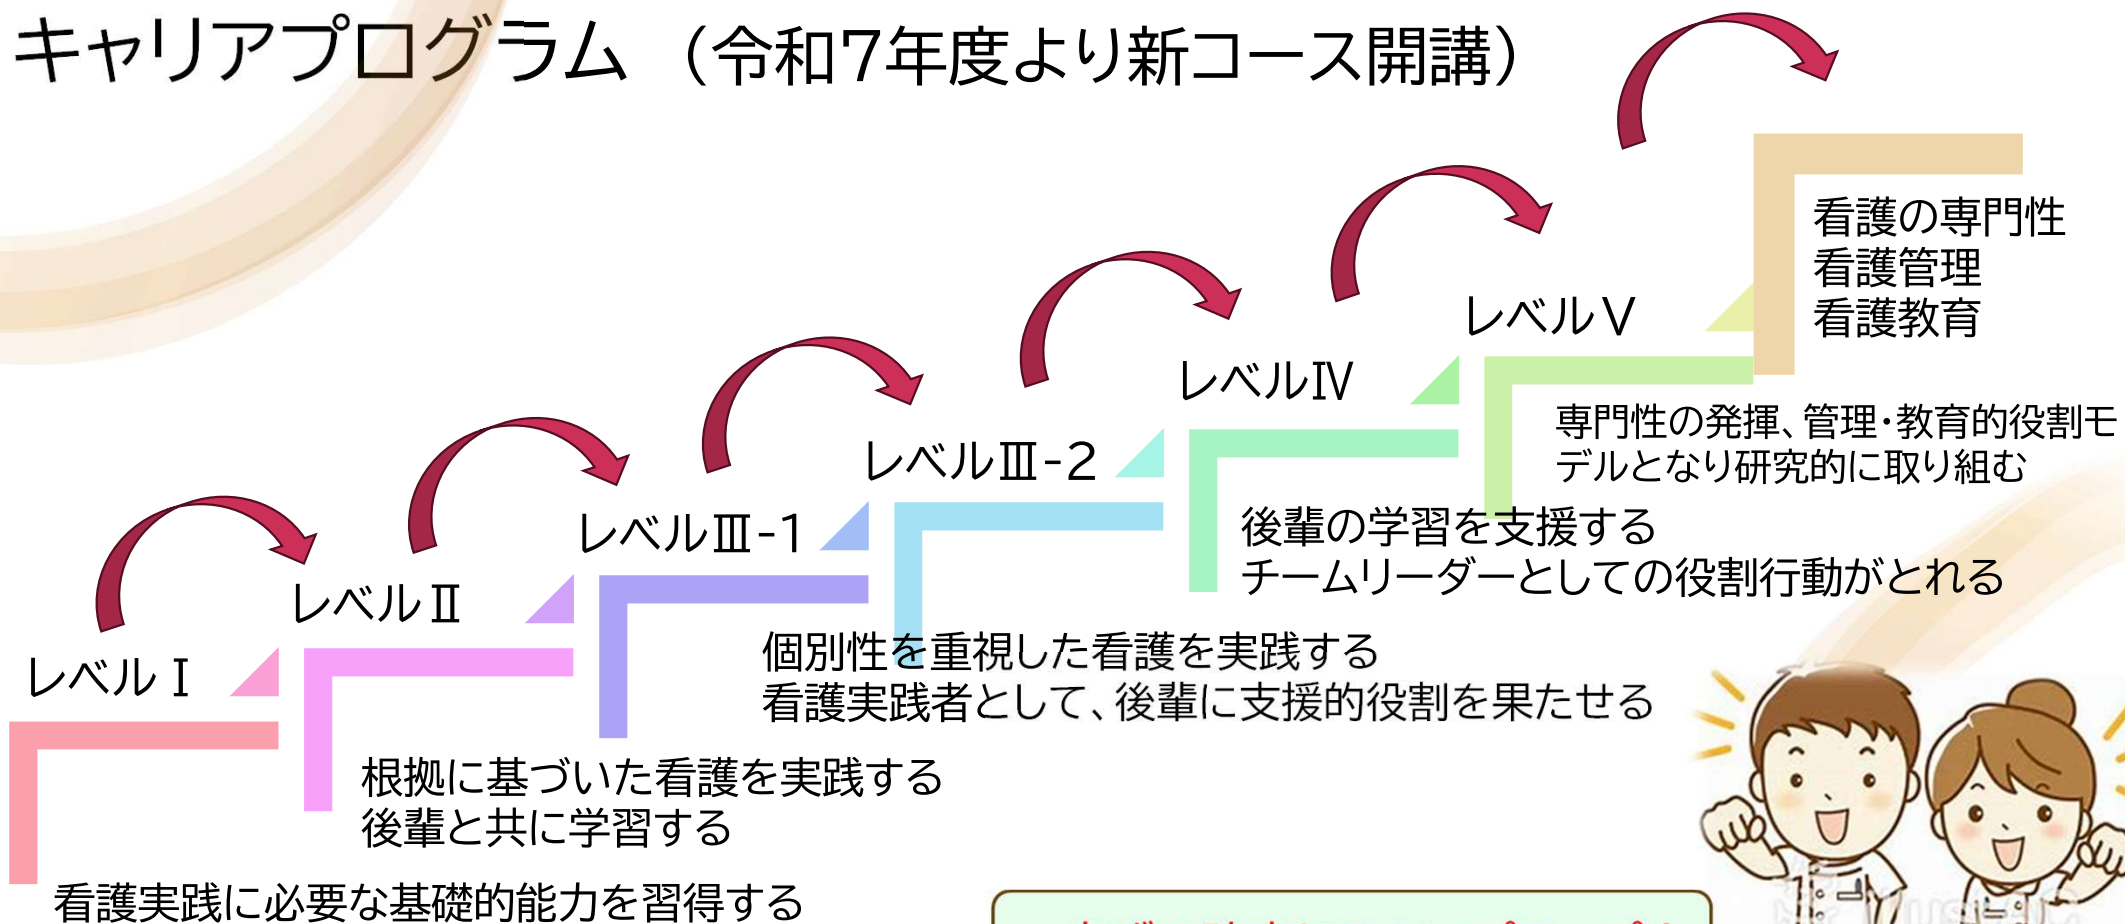 キャリアプログラム（令和7年度より新コース開講）
看護の専門性
看護管理
看護教育
レベルⅤ
専門性の発揮、管理・教育的役割モ
デルとなり研究的に取り組む
レベルⅣ
後輩の学習を支援する
チームリーダーとしての役割行動がとれる
レベルⅢ-2
レベルⅢ-1
個別性を重視した看護を実践する
看護実践者として、後輩に支援的役割を果たせる
レベルⅡ
根拠に基づいた看護を実践する
後輩と共に学習する
レベルⅠ
看護実践に必要な基礎的能力を習得する